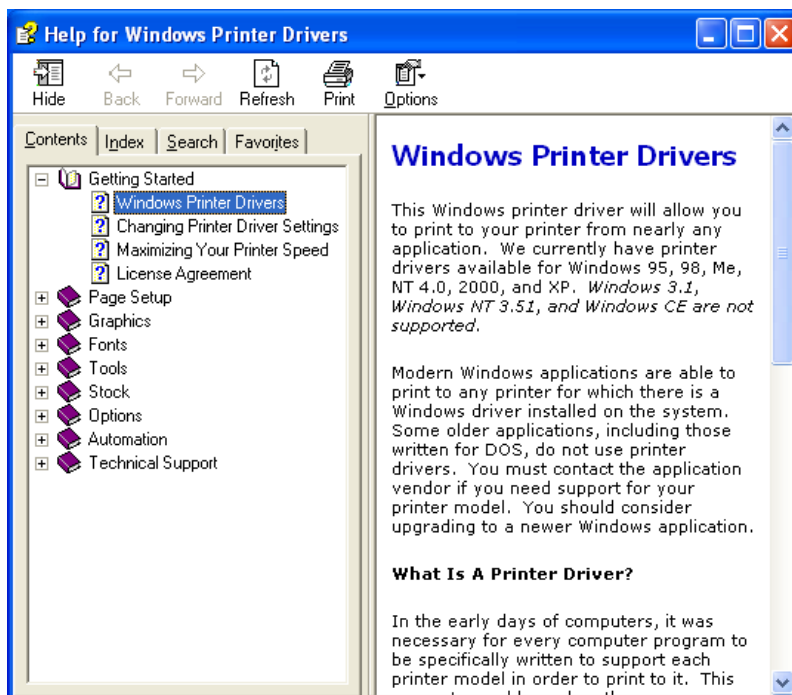 Help for Windows Printer Drivers
Hide Back Forward Refresh Print Options
Contents Index Search Favorites
Getting Started
Windows Printer Drivers
Changing Printer Driver Settings
Maximizing Your Printer Speed
License Agreement
Page Setup
Graphics
Fonts
Tools
Stock
Options
Automation
Technical Support
Windows Printer Drivers
This Windows printer driver will allow you
to print to your printer from nearly any
application. We currently have printer
drivers available for Windows 95, 98, Me,
NT 4.0, 2000, and XP. Windows 3.1,
Windows NT 3.51, and Windows CE are not
supported.
Modern Windows applications are able to
print to any printer for which there is a
Windows driver installed on the system.
Some older applications, including those
written for DOS, do not use printer
drivers. You must contact the application
vendor if you need support for your
printer model. You should consider
upgrading to a newer Windows application.
What Is A Printer Driver?
In the early days of computers, it was
necessary for every computer program to
be specifically written to support each
printer model in order to print to it. This